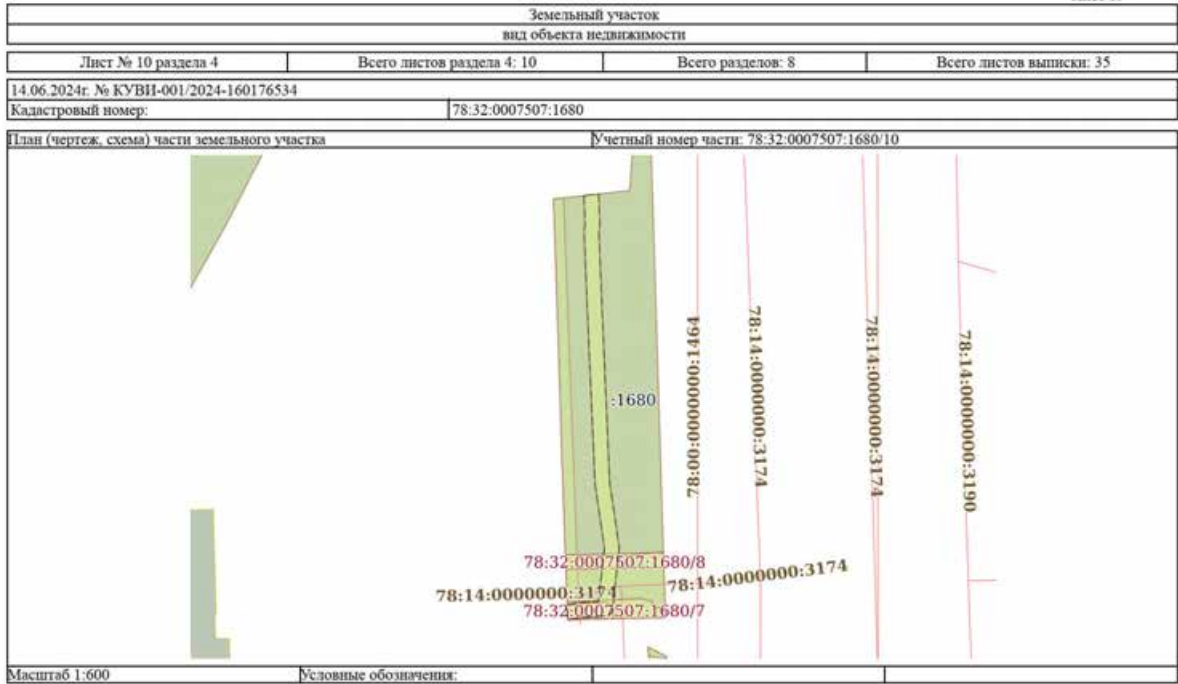 Земельный участок
вид объекта недвижимости
Лист № 10 раздела 4 Всего листов раздела 4: 10 Всего разделов: 8 Всего листов выписки: 35
14.06.2024г. № КУВИ-001/2024-160176534
Кадастровый номер: 78:32:0007507:1680
План (чертеж, схема) части земельного участка Учетный номер части: 78:32:0007507:1680/10
:1680
78:00:0000000:1464
78:14:0000000:3174
78:14:0000000:3174
78:14:0000000:3190
78:32:0007507:1680/8
78:14:0000000:3174
78:14:0000000:3174
78:32:0007507:1680/7
Масштаб 1:600 Условные обозначения: